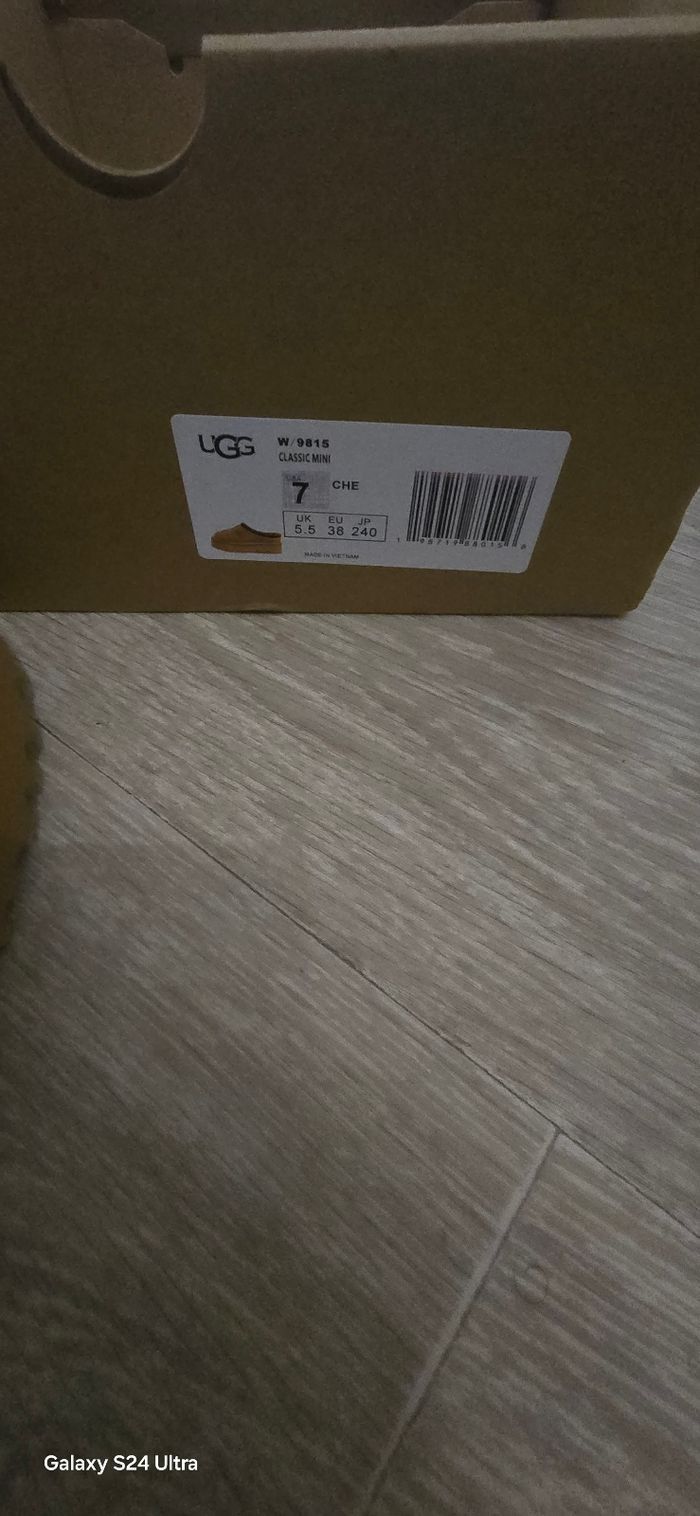 UGG
W/9815
CLASSIC MINI
7
CHE
UK EU JP
5.5 38 240
MADE IN VIETNAM
Galaxy S24 Ultra